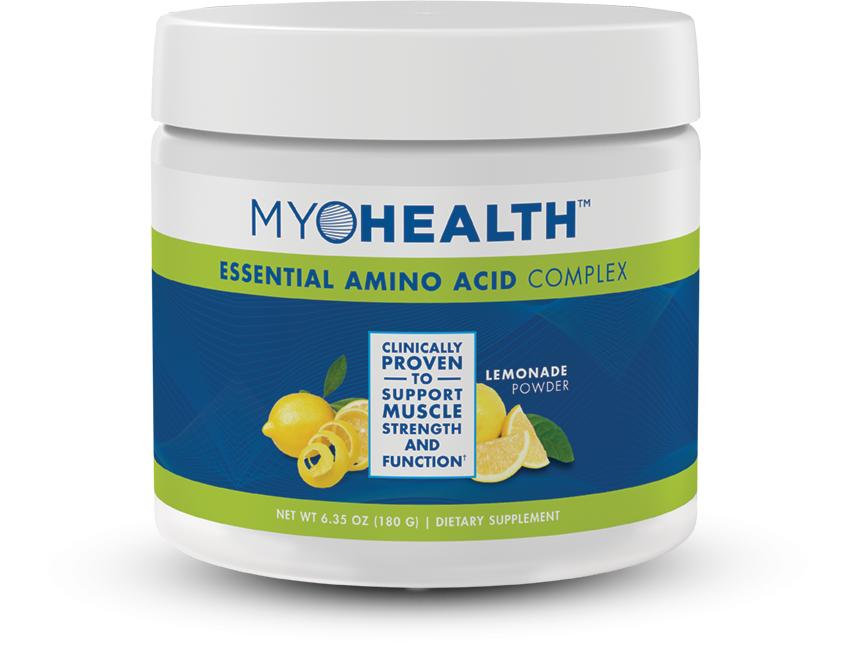 MYOHEALTH™
ESSENTIAL AMINO ACID COMPLEX
CLINICALLY
PROVEN
TO
SUPPORT
MUSCLE
STRENGTH
AND
FUNCTION†
LEMONADE
POWDER
NET WT 6.35 OZ (180 G) | DIETARY SUPPLEMENT